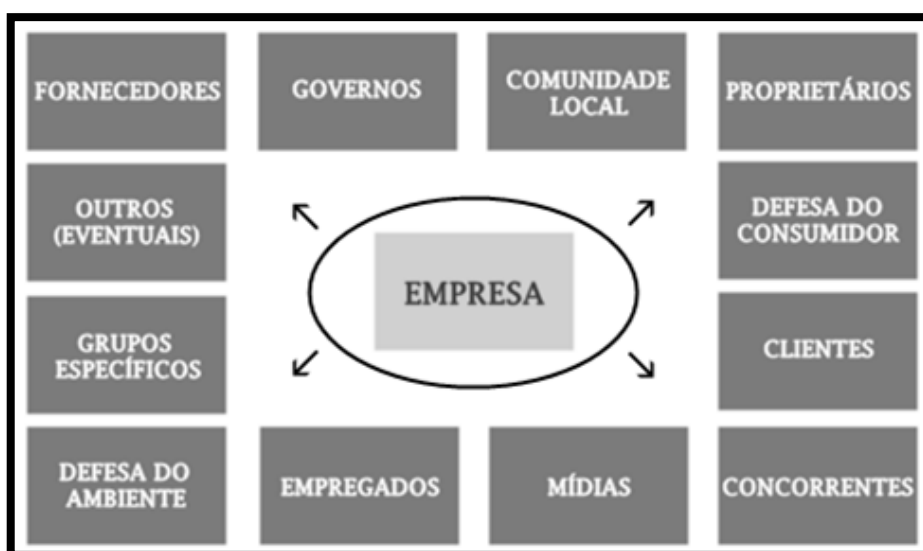 FORNECEDORES
GOVERNOS
COMUNIDADE
LOCAL
PROPRIETÁRIOS
OUTROS
(EVENTUAIS)
DEFESA DO
CONSUMIDOR
EMPRESA
GRUPOS
ESPECÍFICOS
CLIENTES
DEFESA DO
AMBIENTE
EMPREGADOS
MÍDIAS
CONCORRENTES